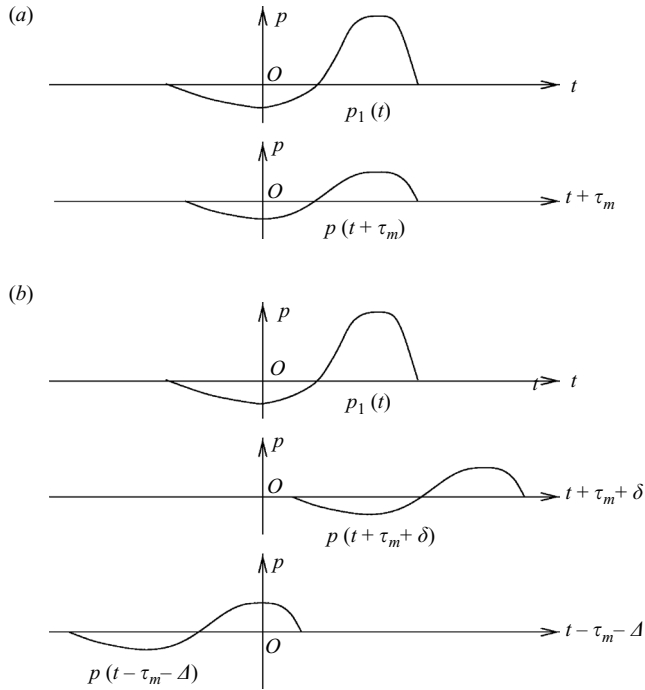 (a)
p
O
t
p₁ (t)
p
O
t + τₘ
p (t + τₘ)
(b)
p
O
t
t
p₁ (t)
p
O
t + τₘ + δ
p (t + τₘ + δ)
p
t − τₘ − Δ
O
p (t − τₘ − Δ)